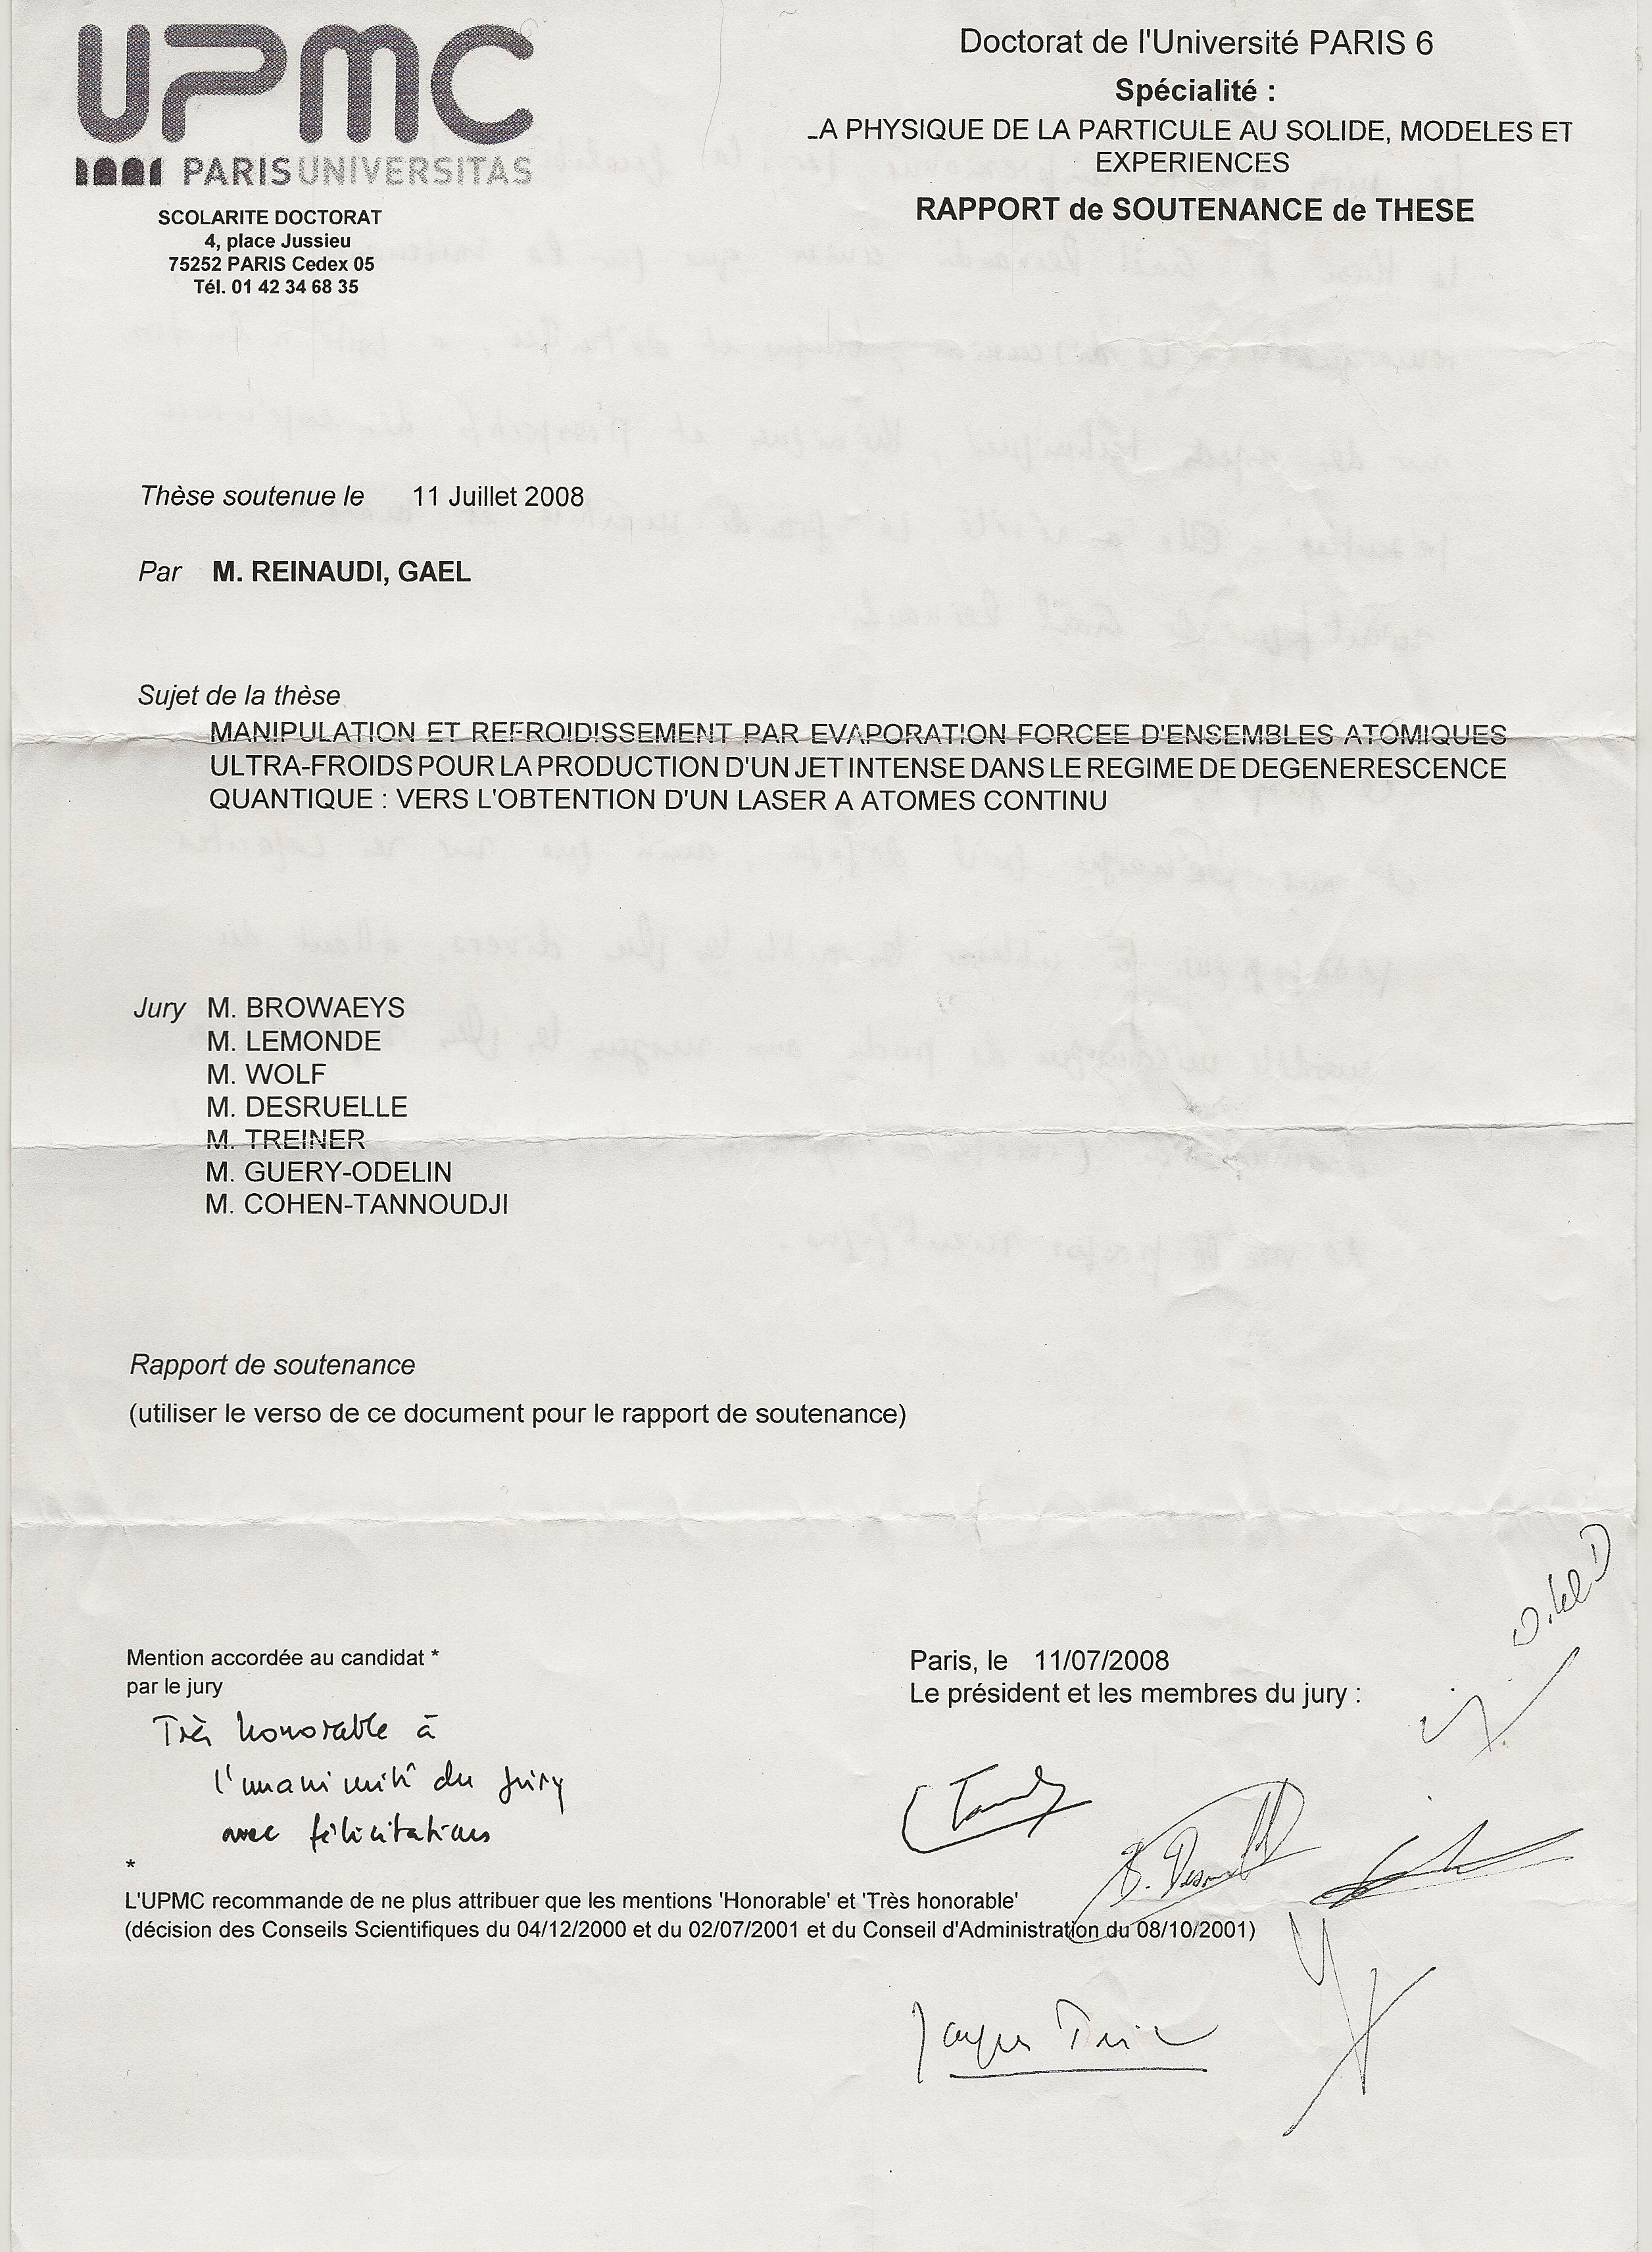 UPMC
PARISUNIVERSITAS
SCOLARITE DOCTORAT
4, place Jussieu
75252 PARIS Cedex 05
Tél. 01 42 34 68 35
Doctorat de l'Université PARIS 6
Spécialité :
LA PHYSIQUE DE LA PARTICULE AU SOLIDE, MODELES ET
EXPERIENCES
RAPPORT de SOUTENANCE de THESE
Thèse soutenue le 11 Juillet 2008
Par M. REINAUDI, GAEL
Sujet de la thèse
MANIPULATION ET REFROIDISSEMENT PAR EVAPORATION FORCEE D'ENSEMBLES ATOMIQUES
ULTRA-FROIDS POUR LA PRODUCTION D'UN JET INTENSE DANS LE REGIME DE DEGENERESCENCE
QUANTIQUE : VERS L'OBTENTION D'UN LASER A ATOMES CONTINU
Jury M. BROWAEYS
M. LEMONDE
M. WOLF
M. DESRUELLE
M. TREINER
M. GUERY-ODELIN
M. COHEN-TANNOUDJI
Rapport de soutenance
(utiliser le verso de ce document pour le rapport de soutenance)
Mention accordée au candidat *
par le jury
Très honorable à
l'unanimité du jury
avec félicitations
*
L'UPMC recommande de ne plus attribuer que les mentions 'Honorable' et 'Très honorable'
(décision des Conseils Scientifiques du 04/12/2000 et du 02/07/2001 et du Conseil d'Administration du 08/10/2001)
Paris, le 11/07/2008
Le président et les membres du jury :
Jacques